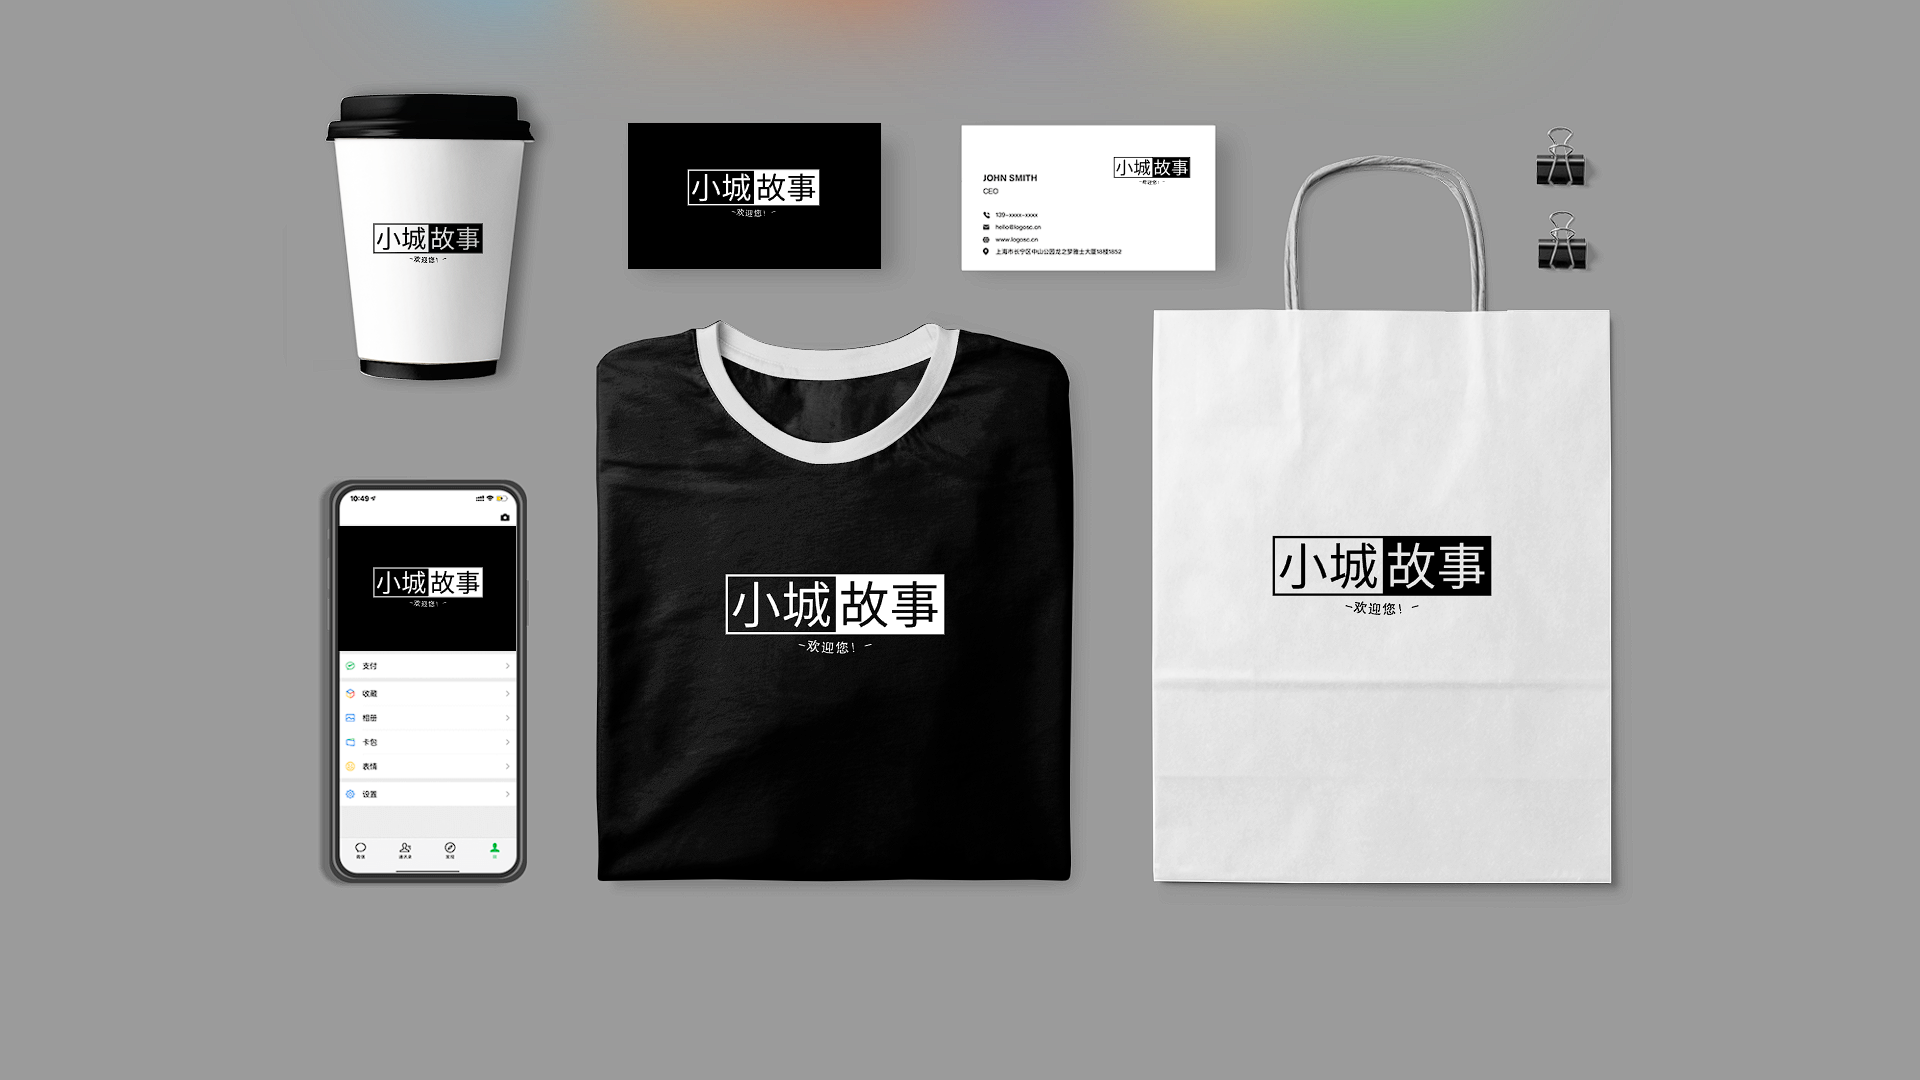 小城故事
~欢迎您！~
小城故事
~欢迎您！~
小城故事
~欢迎您！~
JOHN SMITH
CEO
139-xxxx-xxxx
hello@logosc.cn
www.logosc.cn
上海市长宁区中山公园龙之梦雅士大厦18楼1852
10:49
小城故事
~欢迎您！~
支付
收藏
相册
卡包
表情
设置
微信
通讯录
发现
我
小城故事
~欢迎您！~
小城故事
~欢迎您！~